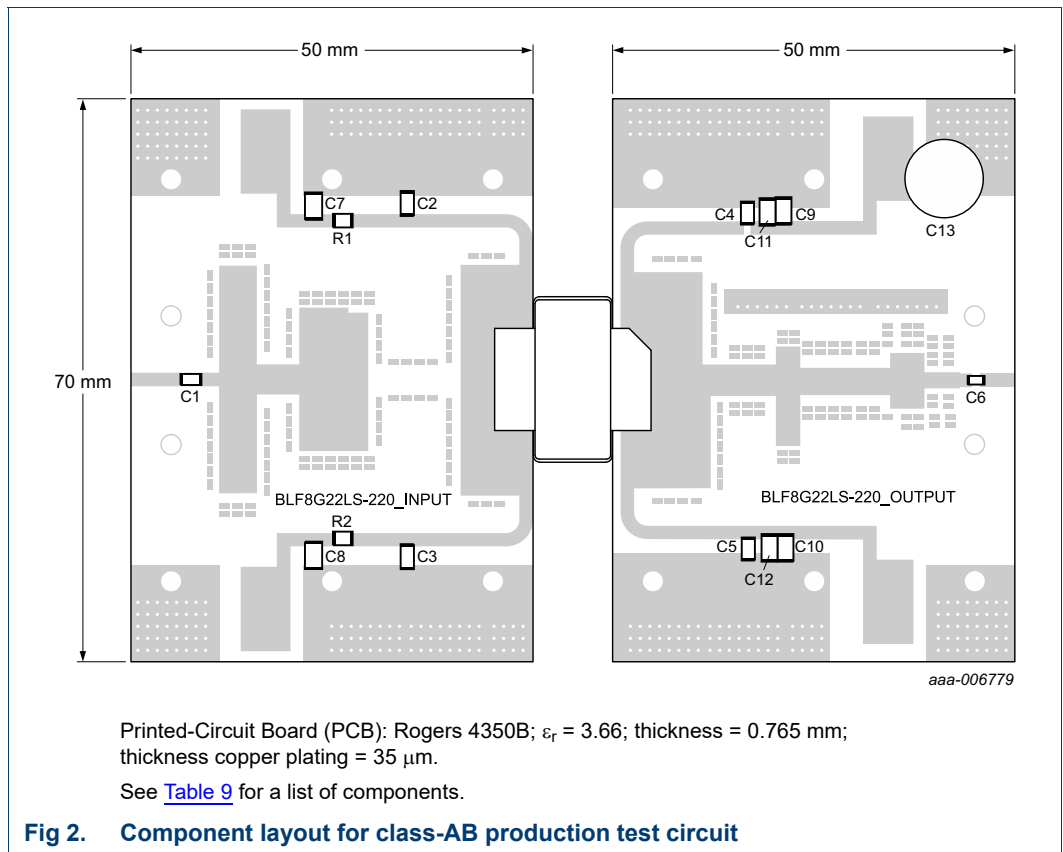 50 mm
50 mm
C7
C2
R1
C4
C11
C9
C13
70 mm
C1
C6
BLF8G22LS-220_INPUT
BLF8G22LS-220_OUTPUT
R2
C8
C3
C5
C12
C10
aaa-006779
Printed-Circuit Board (PCB): Rogers 4350B; εr = 3.66; thickness = 0.765 mm;
thickness copper plating = 35 μm.
See Table 9 for a list of components.
Fig 2. Component layout for class-AB production test circuit